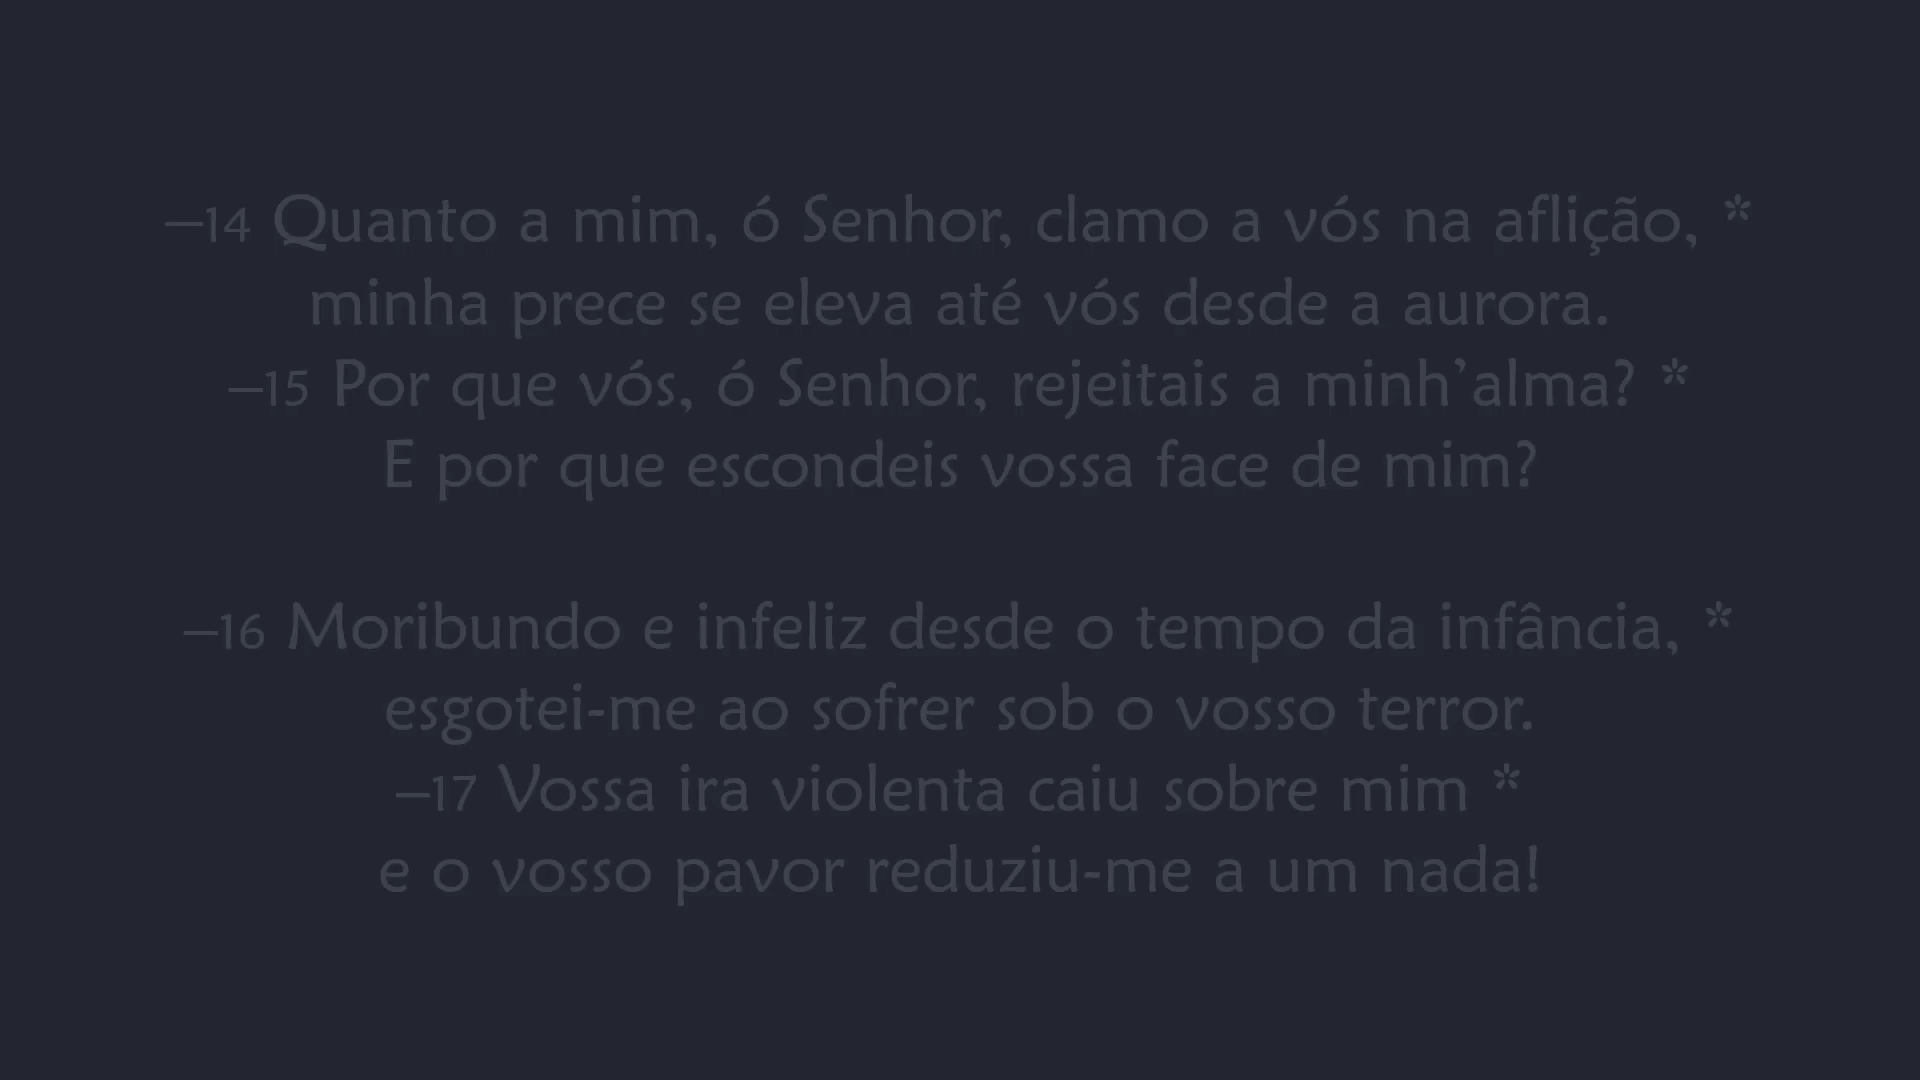 –14 Quanto a mim, ó Senhor, clamo a vós na aflição, *
minha prece se eleva até vós desde a aurora.
–15 Por que vós, ó Senhor, rejeitais a minh’alma? *
E por que escondeis vossa face de mim?
–16 Moribundo e infeliz desde o tempo da infância, *
esgotei-me ao sofrer sob o vosso terror.
–17 Vossa ira violenta caiu sobre mim *
e o vosso pavor reduziu-me a um nada!